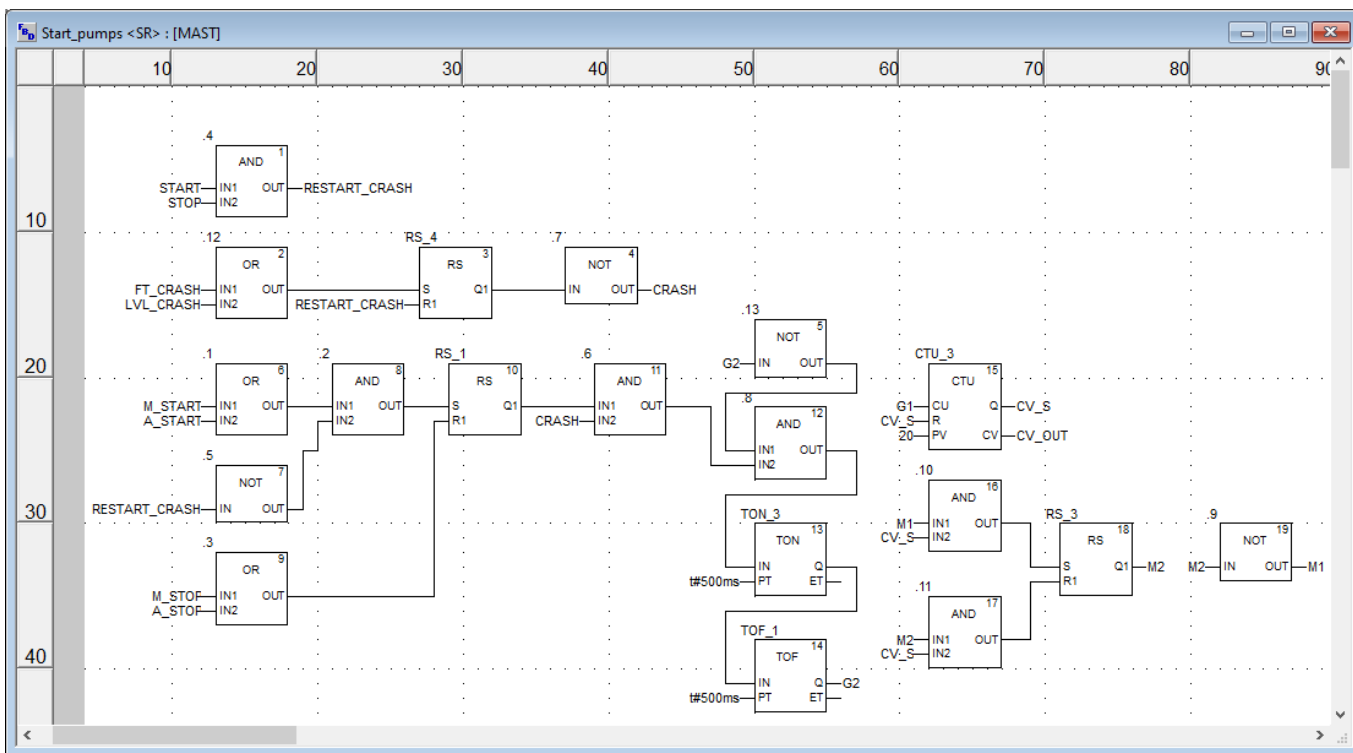 Start_pumps <SR> : [MAST]
10 20 30 40 50 60 70 80 90
10
20
30
40
.4
AND 1
START IN1 OUT RESTART_CRASH
STOP IN2
.12
OR 2
FT_CRASH IN1 OUT
LVL_CRASH IN2
RS_4
RS 3
S Q1
RESTART_CRASH R1
.7
NOT 4
IN OUT CRASH
.13
NOT 5
G2 IN OUT
.1
OR 6
M_START IN1 OUT
A_START IN2
.2
AND 8
IN1 OUT
IN2
RS_1
RS 10
S Q1
R1
.6
AND 11
IN1 OUT
CRASH IN2
.8
AND 12
IN1 OUT
IN2
CTU_3
CTU 15
G1 CU Q CV_S
CV_S R
20 PV CV CV_OUT
.5
NOT 7
RESTART_CRASH IN OUT
.3
OR 9
M_STOP IN1 OUT
A_STOP IN2
TON_3
TON 13
IN Q
t#500ms PT ET
TOF_1
TOF 14
IN Q G2
t#500ms PT ET
.10
AND 16
M1 IN1 OUT
CV_S IN2
.11
AND 17
M2 IN1 OUT
CV_S IN2
RS_3
RS 18
S Q1 M2
R1
.9
NOT 19
M2 IN OUT M1